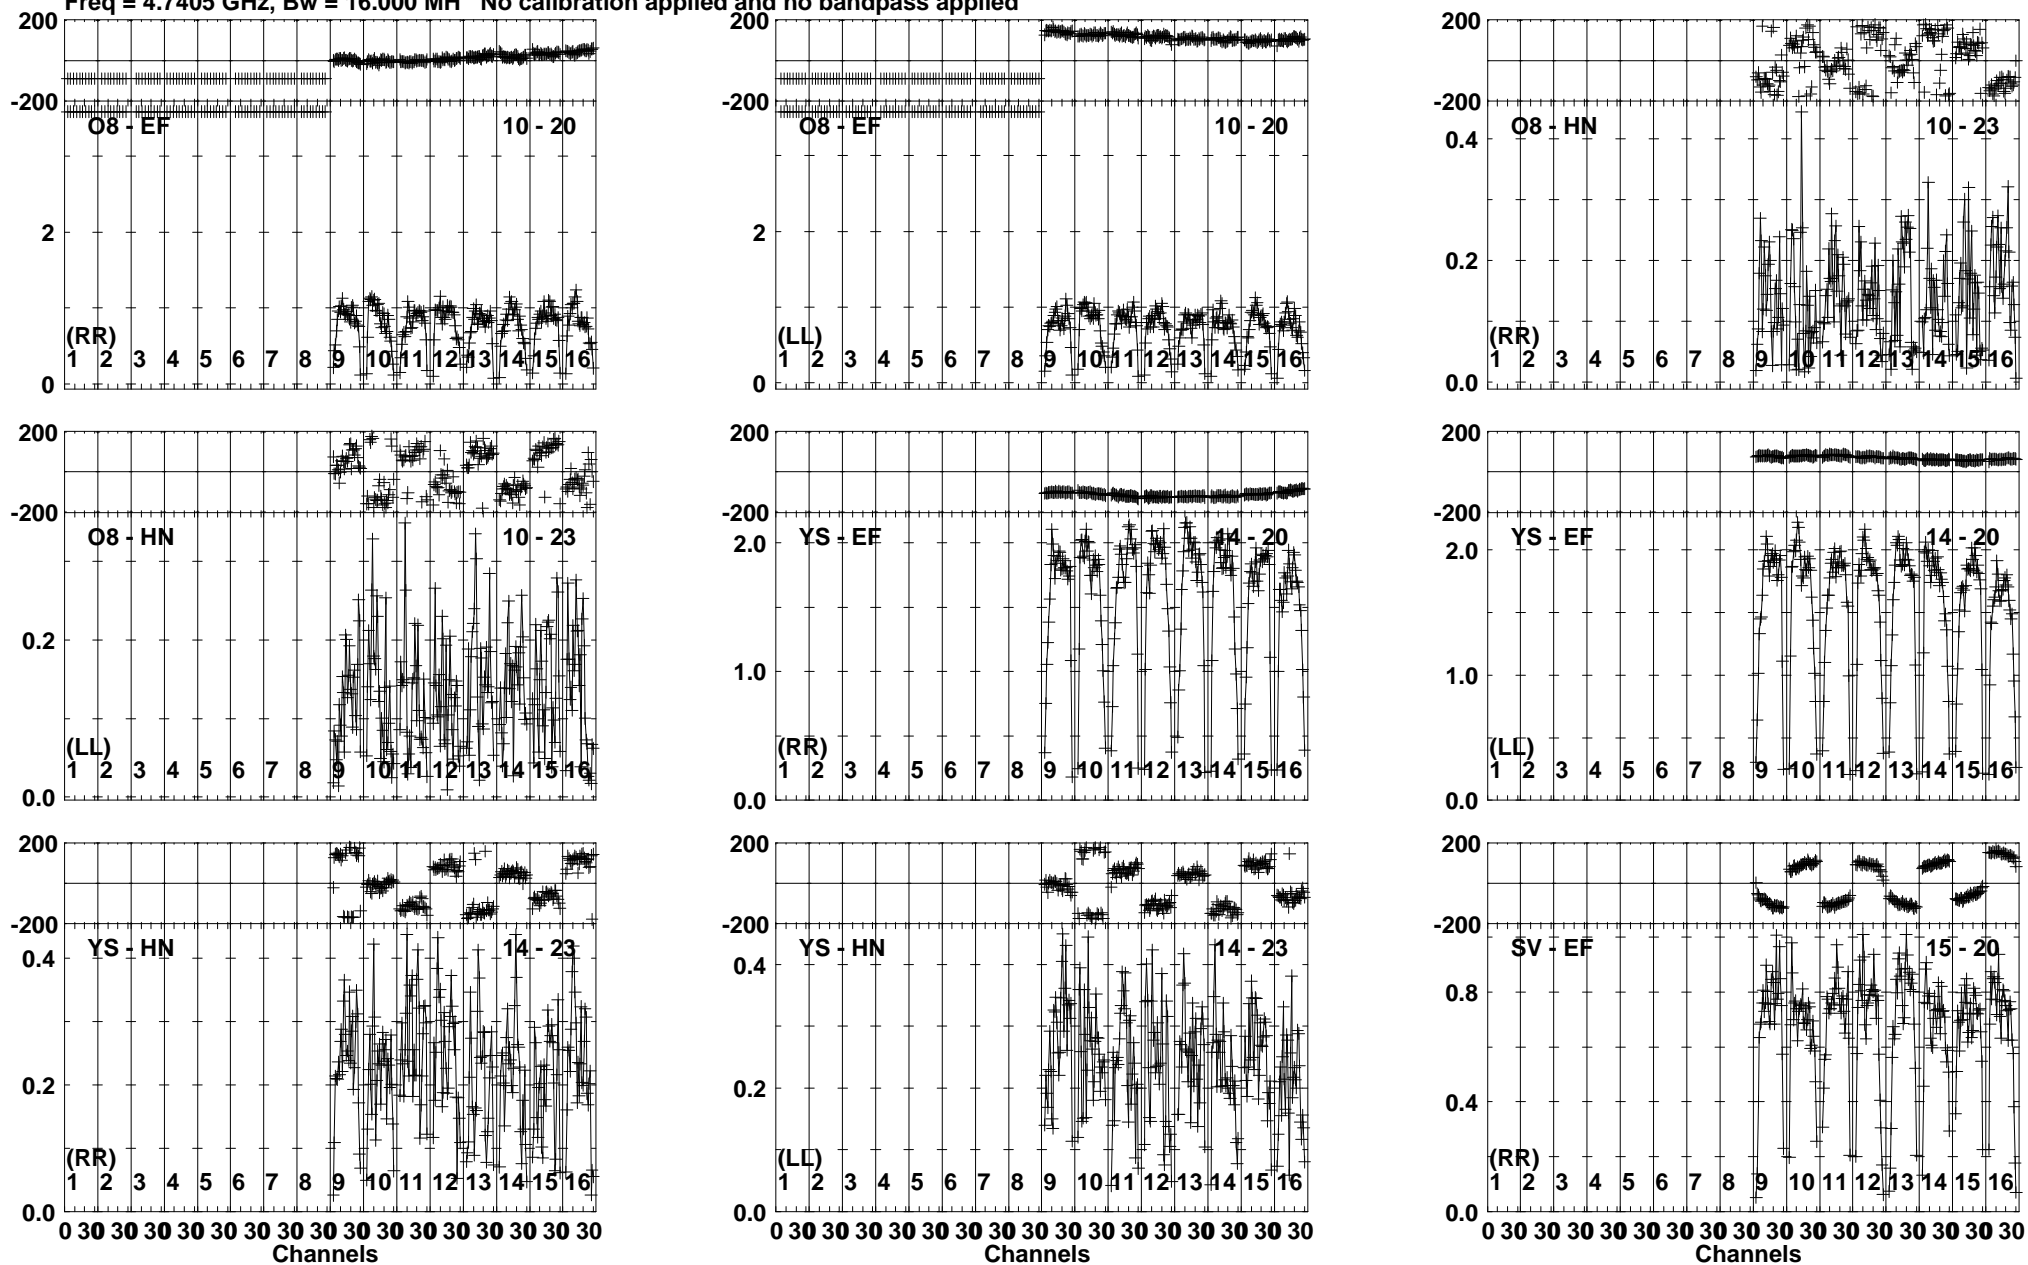 Freq = 4.7405 GHz, Bw = 16.000 MH No calibration applied and no bandpass applied
200
-200
O8 - EF
10 - 20
2
(RR)
1 2 3 4 5 6 7 8 9 10 11 12 13 14 15 16
0
200
-200
O8 - EF
10 - 20
2
(LL)
1 2 3 4 5 6 7 8 9 10 11 12 13 14 15 16
0
200
-200
O8 - HN
10 - 23
0.4
0.2
(RR)
1 2 3 4 5 6 7 8 9 10 11 12 13 14 15 16
0.0
200
-200
O8 - HN
10 - 23
0.2
(LL)
1 2 3 4 5 6 7 8 9 10 11 12 13 14 15 16
0.0
200
-200
YS - EF
14 - 20
2.0
1.0
(RR)
1 2 3 4 5 6 7 8 9 10 11 12 13 14 15 16
0.0
200
-200
YS - EF
14 - 20
2.0
1.0
(LL)
1 2 3 4 5 6 7 8 9 10 11 12 13 14 15 16
0.0
200
-200
YS - HN
14 - 23
0.4
0.2
(RR)
1 2 3 4 5 6 7 8 9 10 11 12 13 14 15 16
0.0
0 30 30 30 30 30 30 30 30 30 30 30 30 30 30 30 30
Channels
200
-200
YS - HN
14 - 23
0.4
0.2
(LL)
1 2 3 4 5 6 7 8 9 10 11 12 13 14 15 16
0.0
0 30 30 30 30 30 30 30 30 30 30 30 30 30 30 30 30
Channels
200
-200
SV - EF
15 - 20
0.8
0.4
(RR)
1 2 3 4 5 6 7 8 9 10 11 12 13 14 15 16
0.0
0 30 30 30 30 30 30 30 30 30 30 30 30 30 30 30 30
Channels